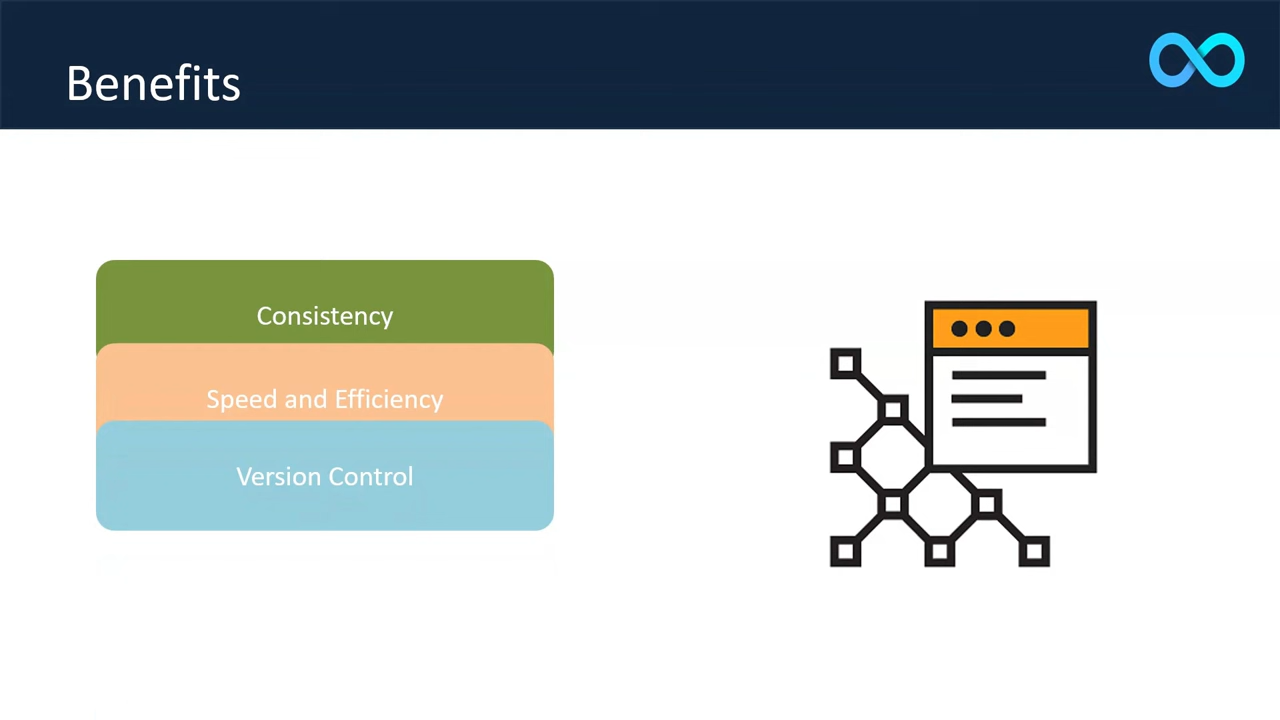 Benefits
Consistency
Speed and Efficiency
Version Control